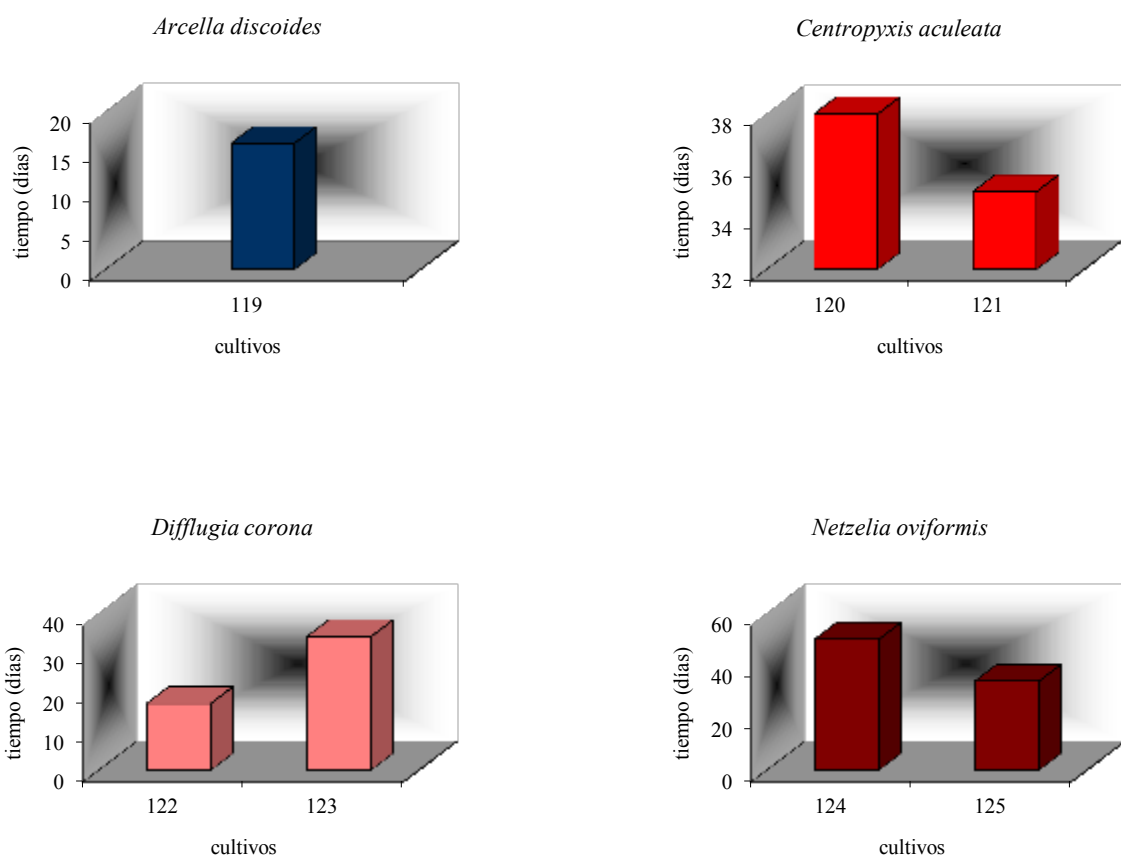 Arcella discoides
tiempo (días)
20
15
10
5
0
119
cultivos
Centropyxis aculeata
tiempo (días)
38
36
34
32
120 121
cultivos
Difflugia corona
tiempo (días)
40
30
20
10
0
122 123
cultivos
Netzelia oviformis
tiempo (días)
60
40
20
0
124 125
cultivos